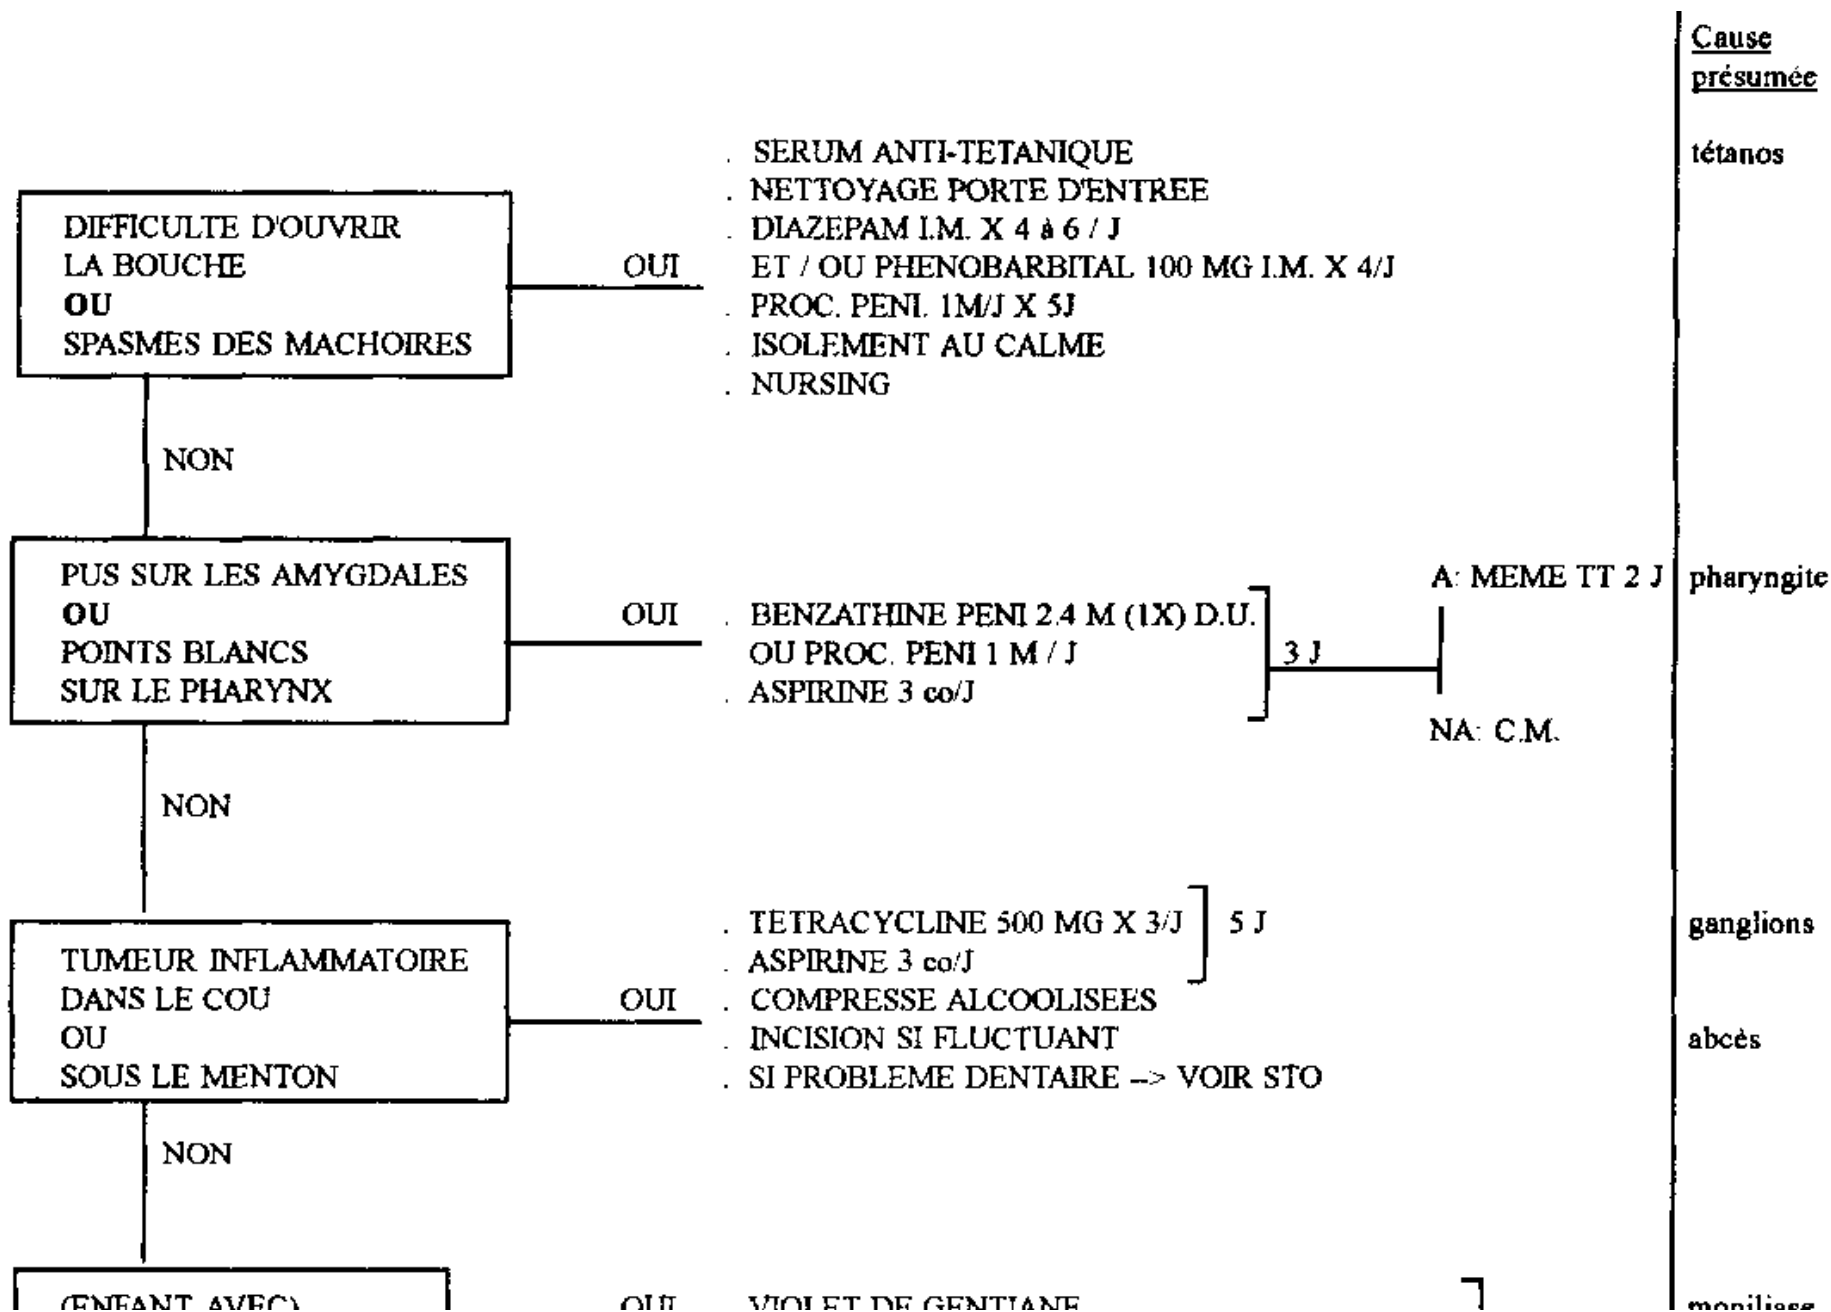 Cause
présumée
. SERUM ANTI-TETANIQUE
tétanos
. NETTOYAGE PORTE D'ENTREE
DIFFICULTE D'OUVRIR
. DIAZEPAM I.M. X 4 à 6 / J
LA BOUCHE
OUI
ET / OU PHENOBARBITAL 100 MG I.M. X 4/J
OU
. PROC. PENI. 1M/J X 5J
SPASMES DES MACHOIRES
. ISOLEMENT AU CALME
. NURSING
NON
PUS SUR LES AMYGDALES
A: MEME TT 2 J
pharyngite
OU
OUI
. BENZATHINE PENI 2.4 M (1X) D.U.
POINTS BLANCS
OU PROC. PENI 1 M / J
3 J
SUR LE PHARYNX
. ASPIRINE 3 co/J
NA: C.M.
NON
. TETRACYCLINE 500 MG X 3/J
5 J
ganglions
TUMEUR INFLAMMATOIRE
. ASPIRINE 3 co/J
DANS LE COU
OUI
. COMPRESSE ALCOOLISEES
OU
. INCISION SI FLUCTUANT
abcès
SOUS LE MENTON
. SI PROBLEME DENTAIRE --> VOIR STO
NON
(ENFANT AVEC)
OUI
VIOLET DE GENTIANE
moniliase